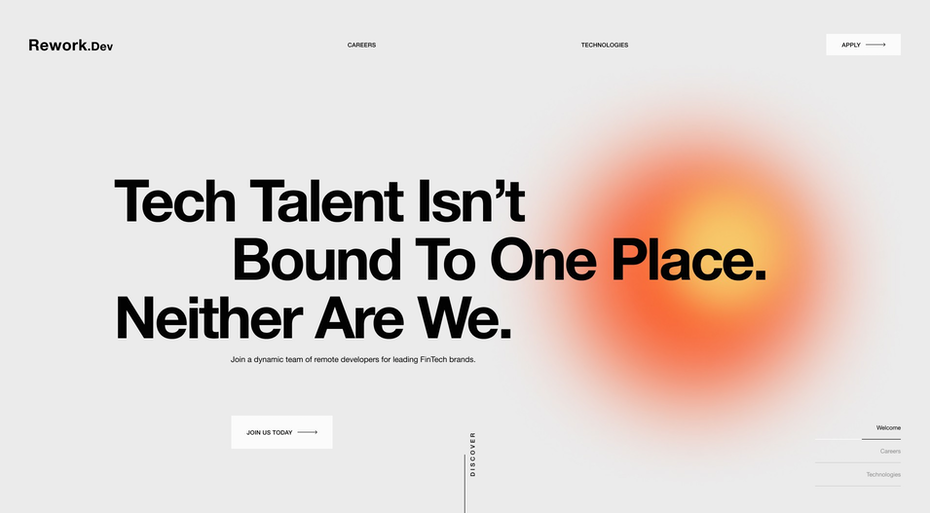 Rework.Dev
CAREERS
TECHNOLOGIES
APPLY
Tech Talent Isn’t
Bound To One Place.
Neither Are We.
Join a dynamic team of remote developers for leading FinTech brands.
JOIN US TODAY
DISCOVER
Welcome
Careers
Technologies